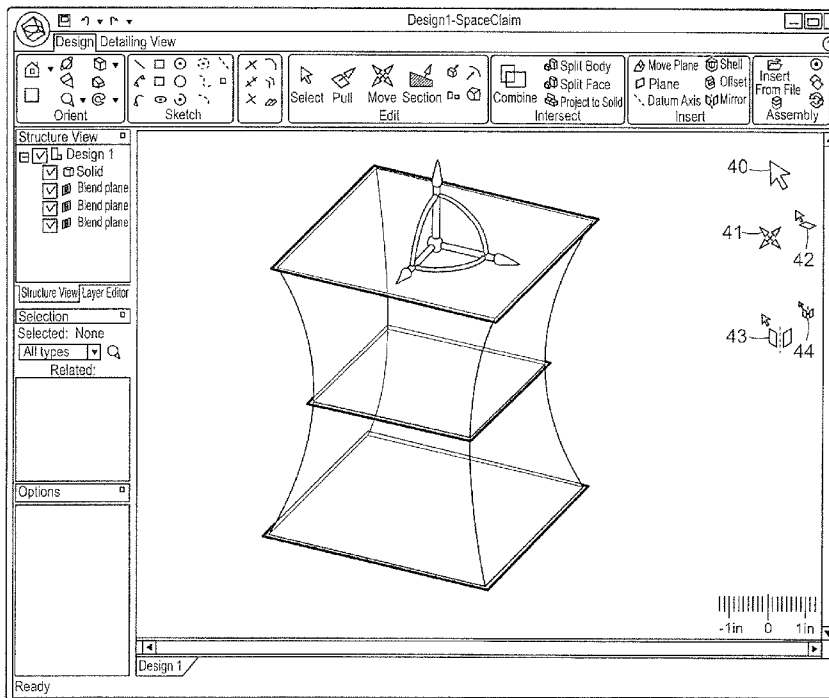 Design1-SpaceClaim
Design Detailing View
Orient
Sketch
Select Pull Move Section
Edit
Combine
Split Body
Split Face
Project to Solid
Intersect
Move Plane
Plane
Datum Axis
Shell
Offset
Mirror
Insert
Insert From File
Assembly
Structure View
Design 1
Solid
Blend plane
Blend plane
Blend plane
Structure View Layer Editor
Selection
Selected: None
All types
Related:
Options
40
41
42
43
44
-1in 0 1in
Design 1
Ready